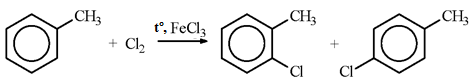 CH₃ + Cl₂ t°, FeCl₃ CH₃ Cl + CH₃ Cl